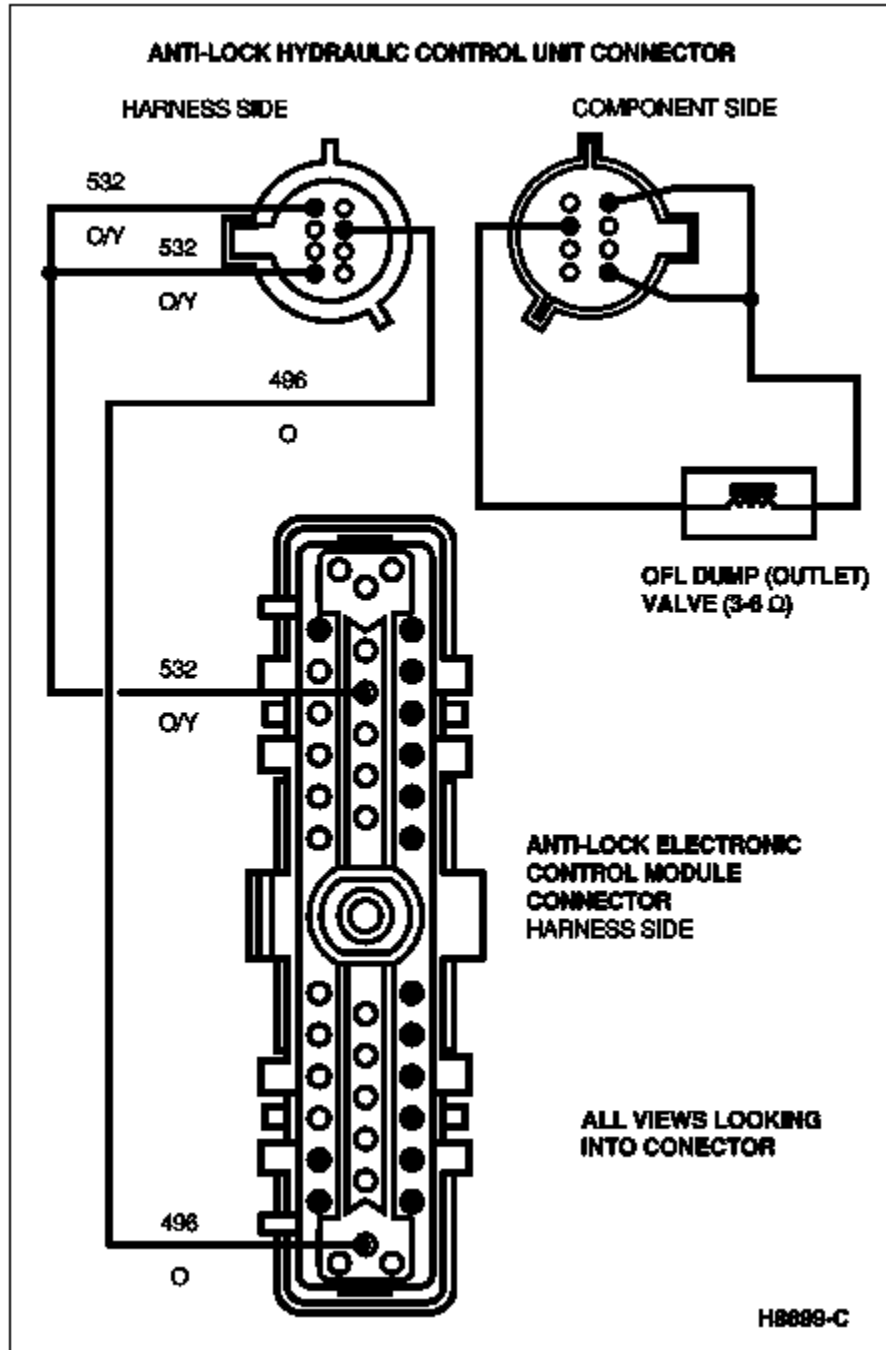 ANTI-LOCK HYDRAULIC CONTROL UNIT CONNECTOR
HARNESS SIDE
COMPONENT SIDE
532
O/Y
532
O/Y
496
O
OFL DUMP (OUTLET)
VALVE (3-6 Ω)
532
O/Y
ANTI-LOCK ELECTRONIC
CONTROL MODULE
CONNECTOR
HARNESS SIDE
ALL VIEWS LOOKING
INTO CONECTOR
496
O
H8699-C